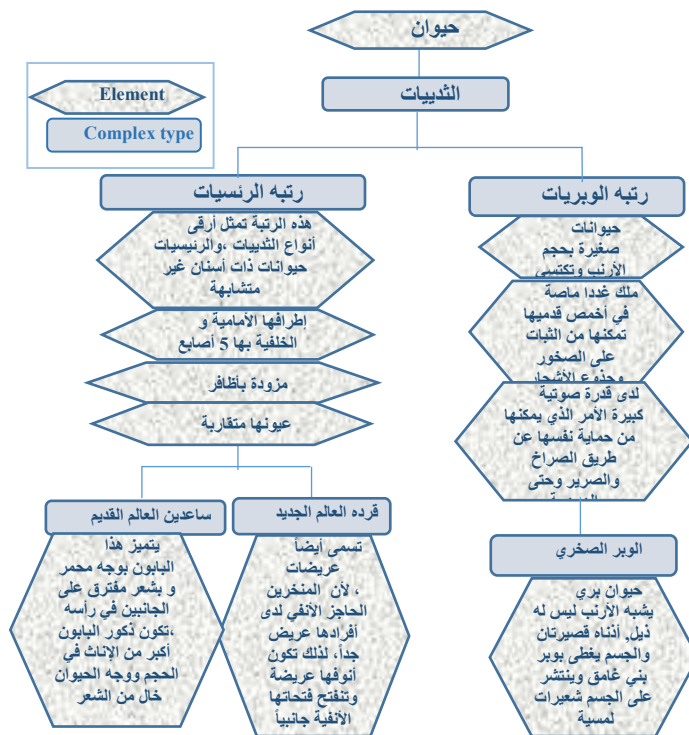 حيوان
الثدييات
Element
Complex type
رتبه الرئسيات
هذه الرتبة تمثل أرقى
أنواع الثدييات ،والرئيسيات
حيوانات ذات أسنان غير
متشابهة
إطرافها الأمامية و
الخلفية بها 5 أصابع
مزودة بأظافر
عيونها متقاربة
رتبه الوبريات
حيوانات
صغيرة بحجم
الأرنب وتكتسي
ملك غددا ماصة
في أخمص قدميها
تمكنها من الثبات
على الصخور
وجذوع الأشجار
لدى قدرة صوتية
كبيرة الأمر الذي يمكنها
من حماية نفسها عن
طريق الصراخ
والصرير وحتى
ساعدين العالم القديم
يتميز هذا
البابون بوجه محمر
و بشعر مفترق على
الجانبين في رأسه
،تكون ذكور البابون
أكبر من الإناث في
الحجم ووجه الحيوان
خال من الشعر
قرده العالم الجديد
تسمى أيضاً
عريضات
، لأن المنخرين
الحاجز الأنفي لدى
أفرادها عريض
جداً، لذلك تكون
أنوفها عريضة
وتنفتح فتحاتها
الأنفية جانبياً
الوبر الصخري
حيوان بري
يشبه الأرنب ليس له
ذيل, أذناه قصيرتان
والجسم يغطى بوبر
بني غامق وينتشر
على الجسم شعيرات
لمسية